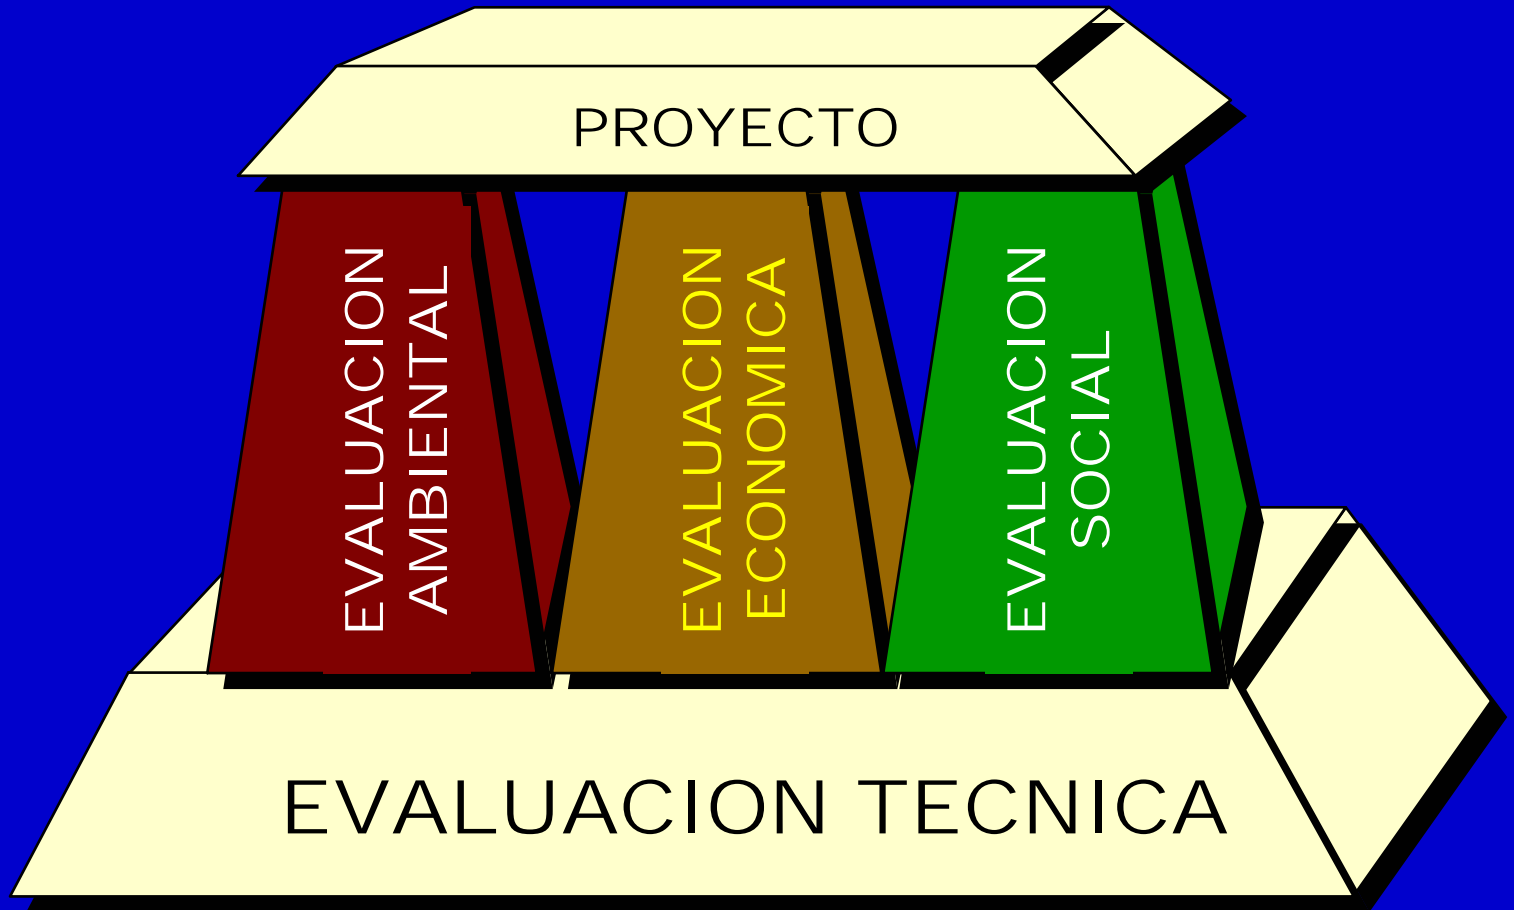 PROYECTO
EVALUACION
AMBIENTAL
EVALUACION
ECONOMICA
EVALUACION
SOCIAL
EVALUACION TECNICA